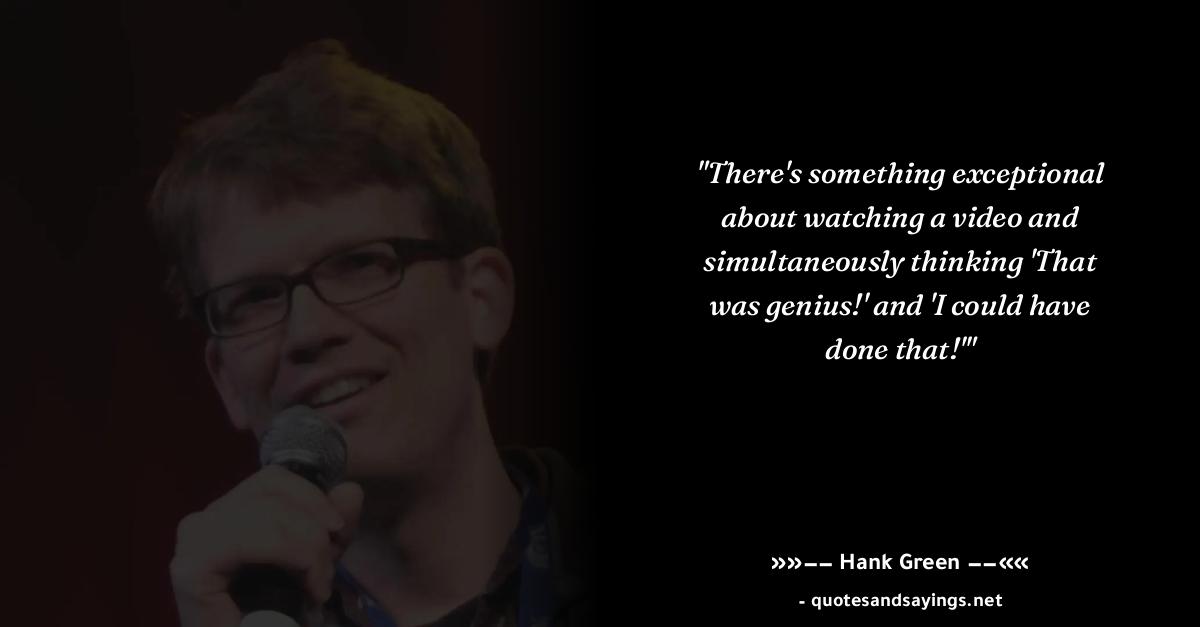 "There's something exceptional
about watching a video and
simultaneously thinking 'That
was genius!' and 'I could have
done that!'"
»»–– Hank Green ––««
- quotesandsayings.net